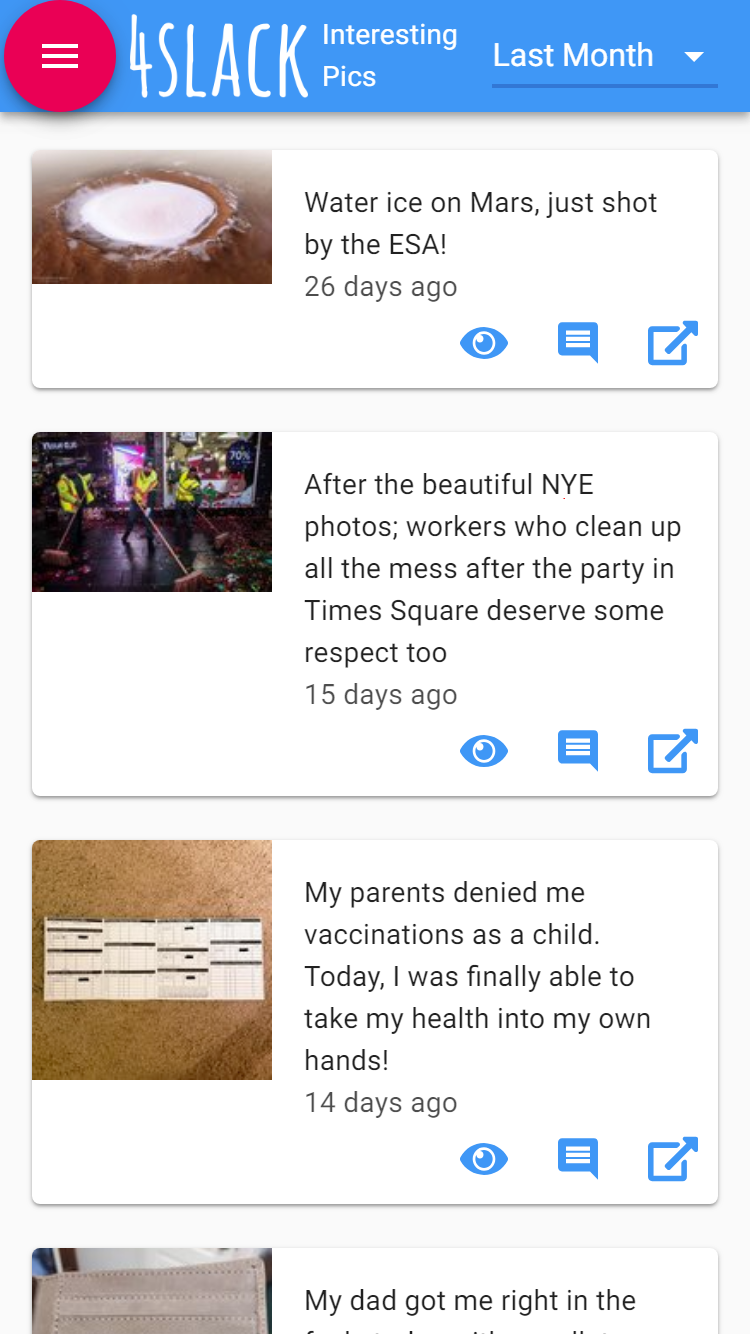 4SLACK
Interesting
Pics
Last Month
Water ice on Mars, just shot
by the ESA!
26 days ago
70%
After the beautiful NYE
photos; workers who clean up
all the mess after the party in
Times Square deserve some
respect too
15 days ago
My parents denied me
vaccinations as a child.
Today, I was finally able to
take my health into my own
hands!
14 days ago
My dad got me right in the